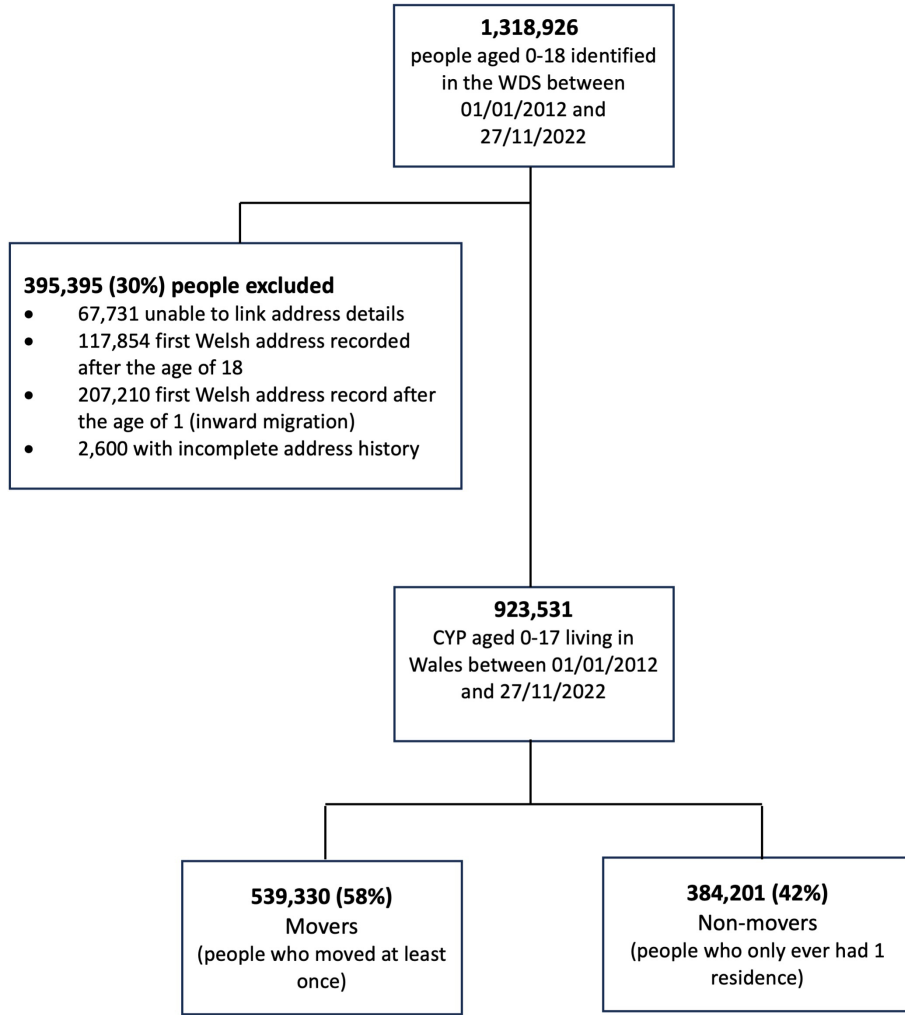 1,318,926
people aged 0-18 identified
in the WDS between
01/01/2012 and
27/11/2022
395,395 (30%) people excluded
• 67,731 unable to link address details
• 117,854 first Welsh address recorded
after the age of 18
• 207,210 first Welsh address record after
the age of 1 (inward migration)
• 2,600 with incomplete address history
923,531
CYP aged 0-17 living in
Wales between 01/01/2012
and 27/11/2022
539,330 (58%)
Movers
(people who moved at least
once)
384,201 (42%)
Non-movers
(people who only ever had 1
residence)